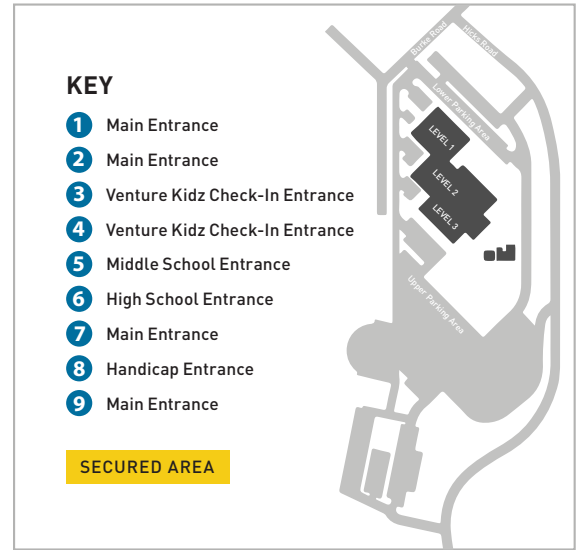 KEY
1 Main Entrance
2 Main Entrance
3 Venture Kidz Check-In Entrance
4 Venture Kidz Check-In Entrance
5 Middle School Entrance
6 High School Entrance
7 Main Entrance
8 Handicap Entrance
9 Main Entrance
SECURED AREA
Burke Road
Hicks Road
Lower Parking Area
LEVEL 1
LEVEL 2
LEVEL 3
Upper Parking Area